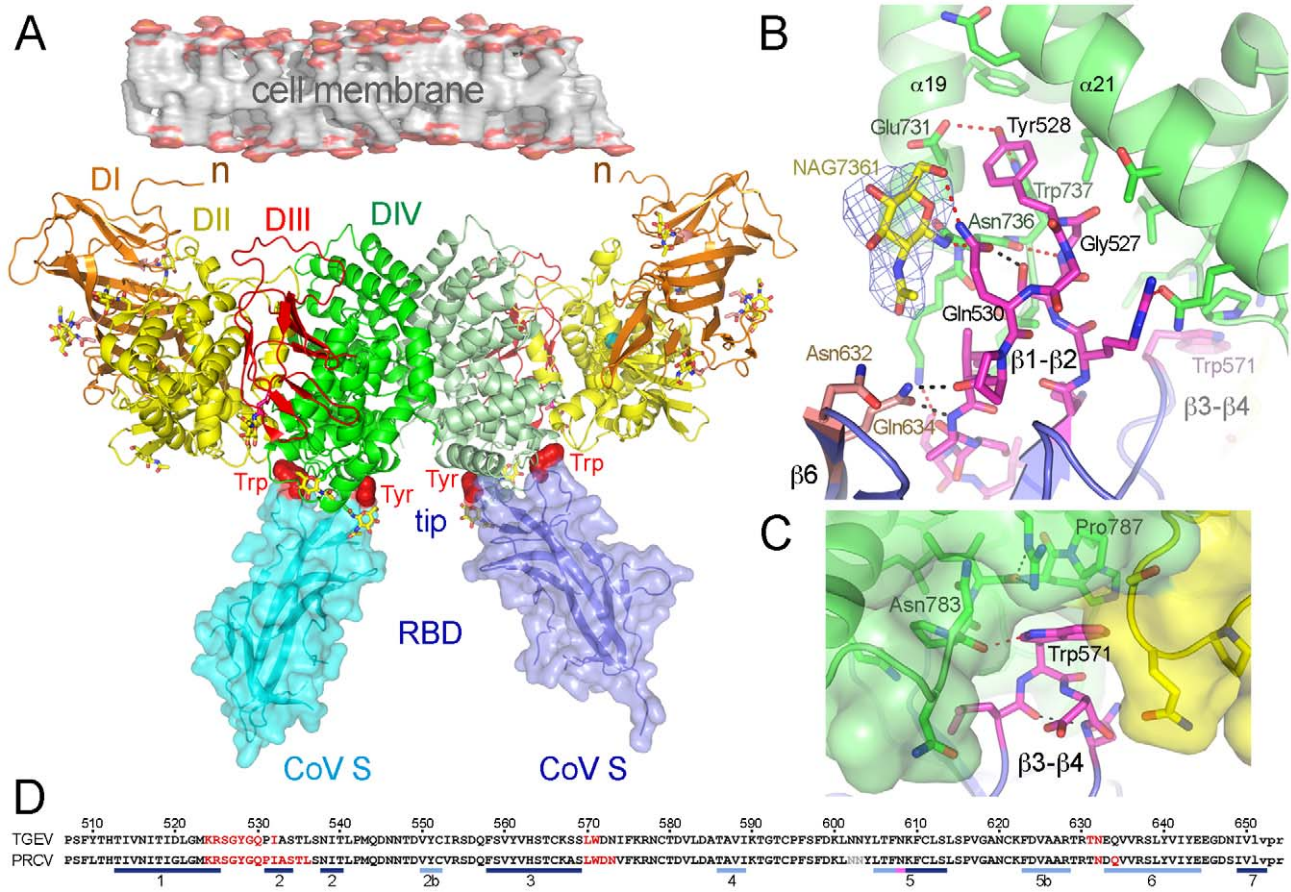 A
cell membrane
DI
n
DII
DIII
DIV
n
Trp
Tyr
Tyr
Trp
tip
RBD
CoV S
CoV S
B
α19
α21
Glu731
Tyr528
NAG7361
Trp737
Asn736
Gly527
Gln530
Asn632
β1-β2
Trp571
Gln634
β3-β4
β6
C
Pro787
Asn783
Trp571
β3-β4
D
510 520 530 540 550 560 570 580 590 600 610 620 630 640 650
TGEV PSFYTHTIVNITIDLGMKRSGYGQPIASTLSNITLPMQDNNTDVYCIRSDQFSVYVHSTCKSSLWDNIFKRNCTDVLDATAVIKTGTCPFSFDKLNNYLTFNKFCLSLSPVGANCKFDVAARTRTNEQVVRSLYVIYEEGDNIVlvpr
PRCV PSFLTHTIVNITIGLGMKRSGYGQPIASTLSNITLPMQDNNTDVYCVRSDQFSVYVHSTCKASLWDNVFKRNCTDVLDATAVIKTGTCPFSFDKLNNYLTFNKFCLSLSPVGANCKFDVAARTRTNEQVVRSLYVIYEEGDSIVlvpr
1 2 2 2b 3 4 5 5b 6 7